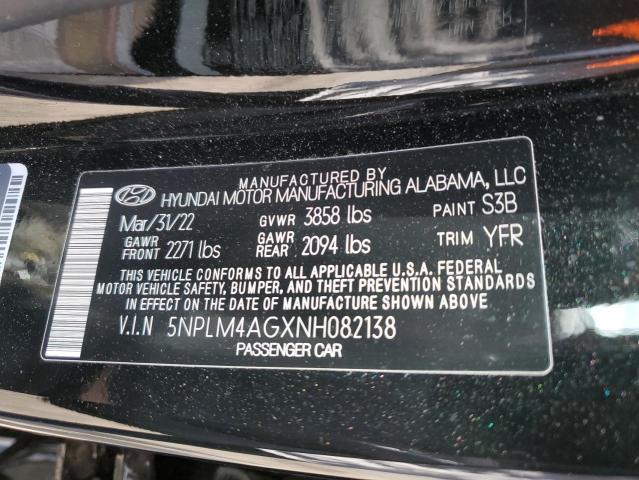 MANUFACTURED BY
HYUNDAI MOTOR MANUFACTURING ALABAMA, LLC
Mar/31/22 GVWR 3858 lbs PAINT S3B
GAWR FRONT 2271 lbs GAWR REAR 2094 lbs TRIM YFR
THIS VEHICLE CONFORMS TO ALL APPLICABLE U.S.A. FEDERAL
MOTOR VEHICLE SAFETY, BUMPER, AND THEFT PREVENTION STANDARDS
IN EFFECT ON THE DATE OF MANUFACTURE SHOWN ABOVE.
V.I.N 5NPLM4AGXNH082138
PASSENGER CAR